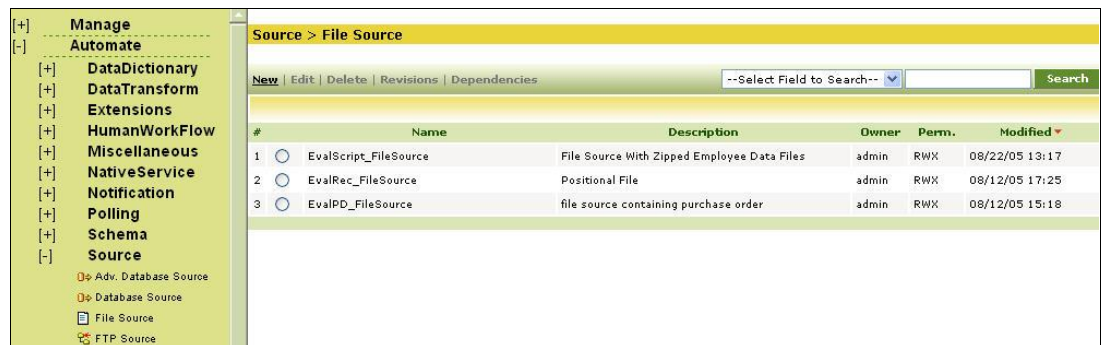 [+] Manage
[-] Automate
[+] DataDictionary
[+] DataTransform
[+] Extensions
[+] HumanWorkFlow
[+] Miscellaneous
[+] NativeService
[+] Notification
[+] Polling
[+] Schema
[-] Source
Adv. Database Source
Database Source
File Source
FTP Source
Source > File Source
New | Edit | Delete | Revisions | Dependencies --Select Field to Search-- Search
# Name Description Owner Perm. Modified
1 EvalScript_FileSource File Source With Zipped Employee Data Files admin RWX 08/22/05 13:17
2 EvalRec_FileSource Positional File admin RWX 08/12/05 17:25
3 EvalPD_FileSource file source containing purchase order admin RWX 08/12/05 15:18